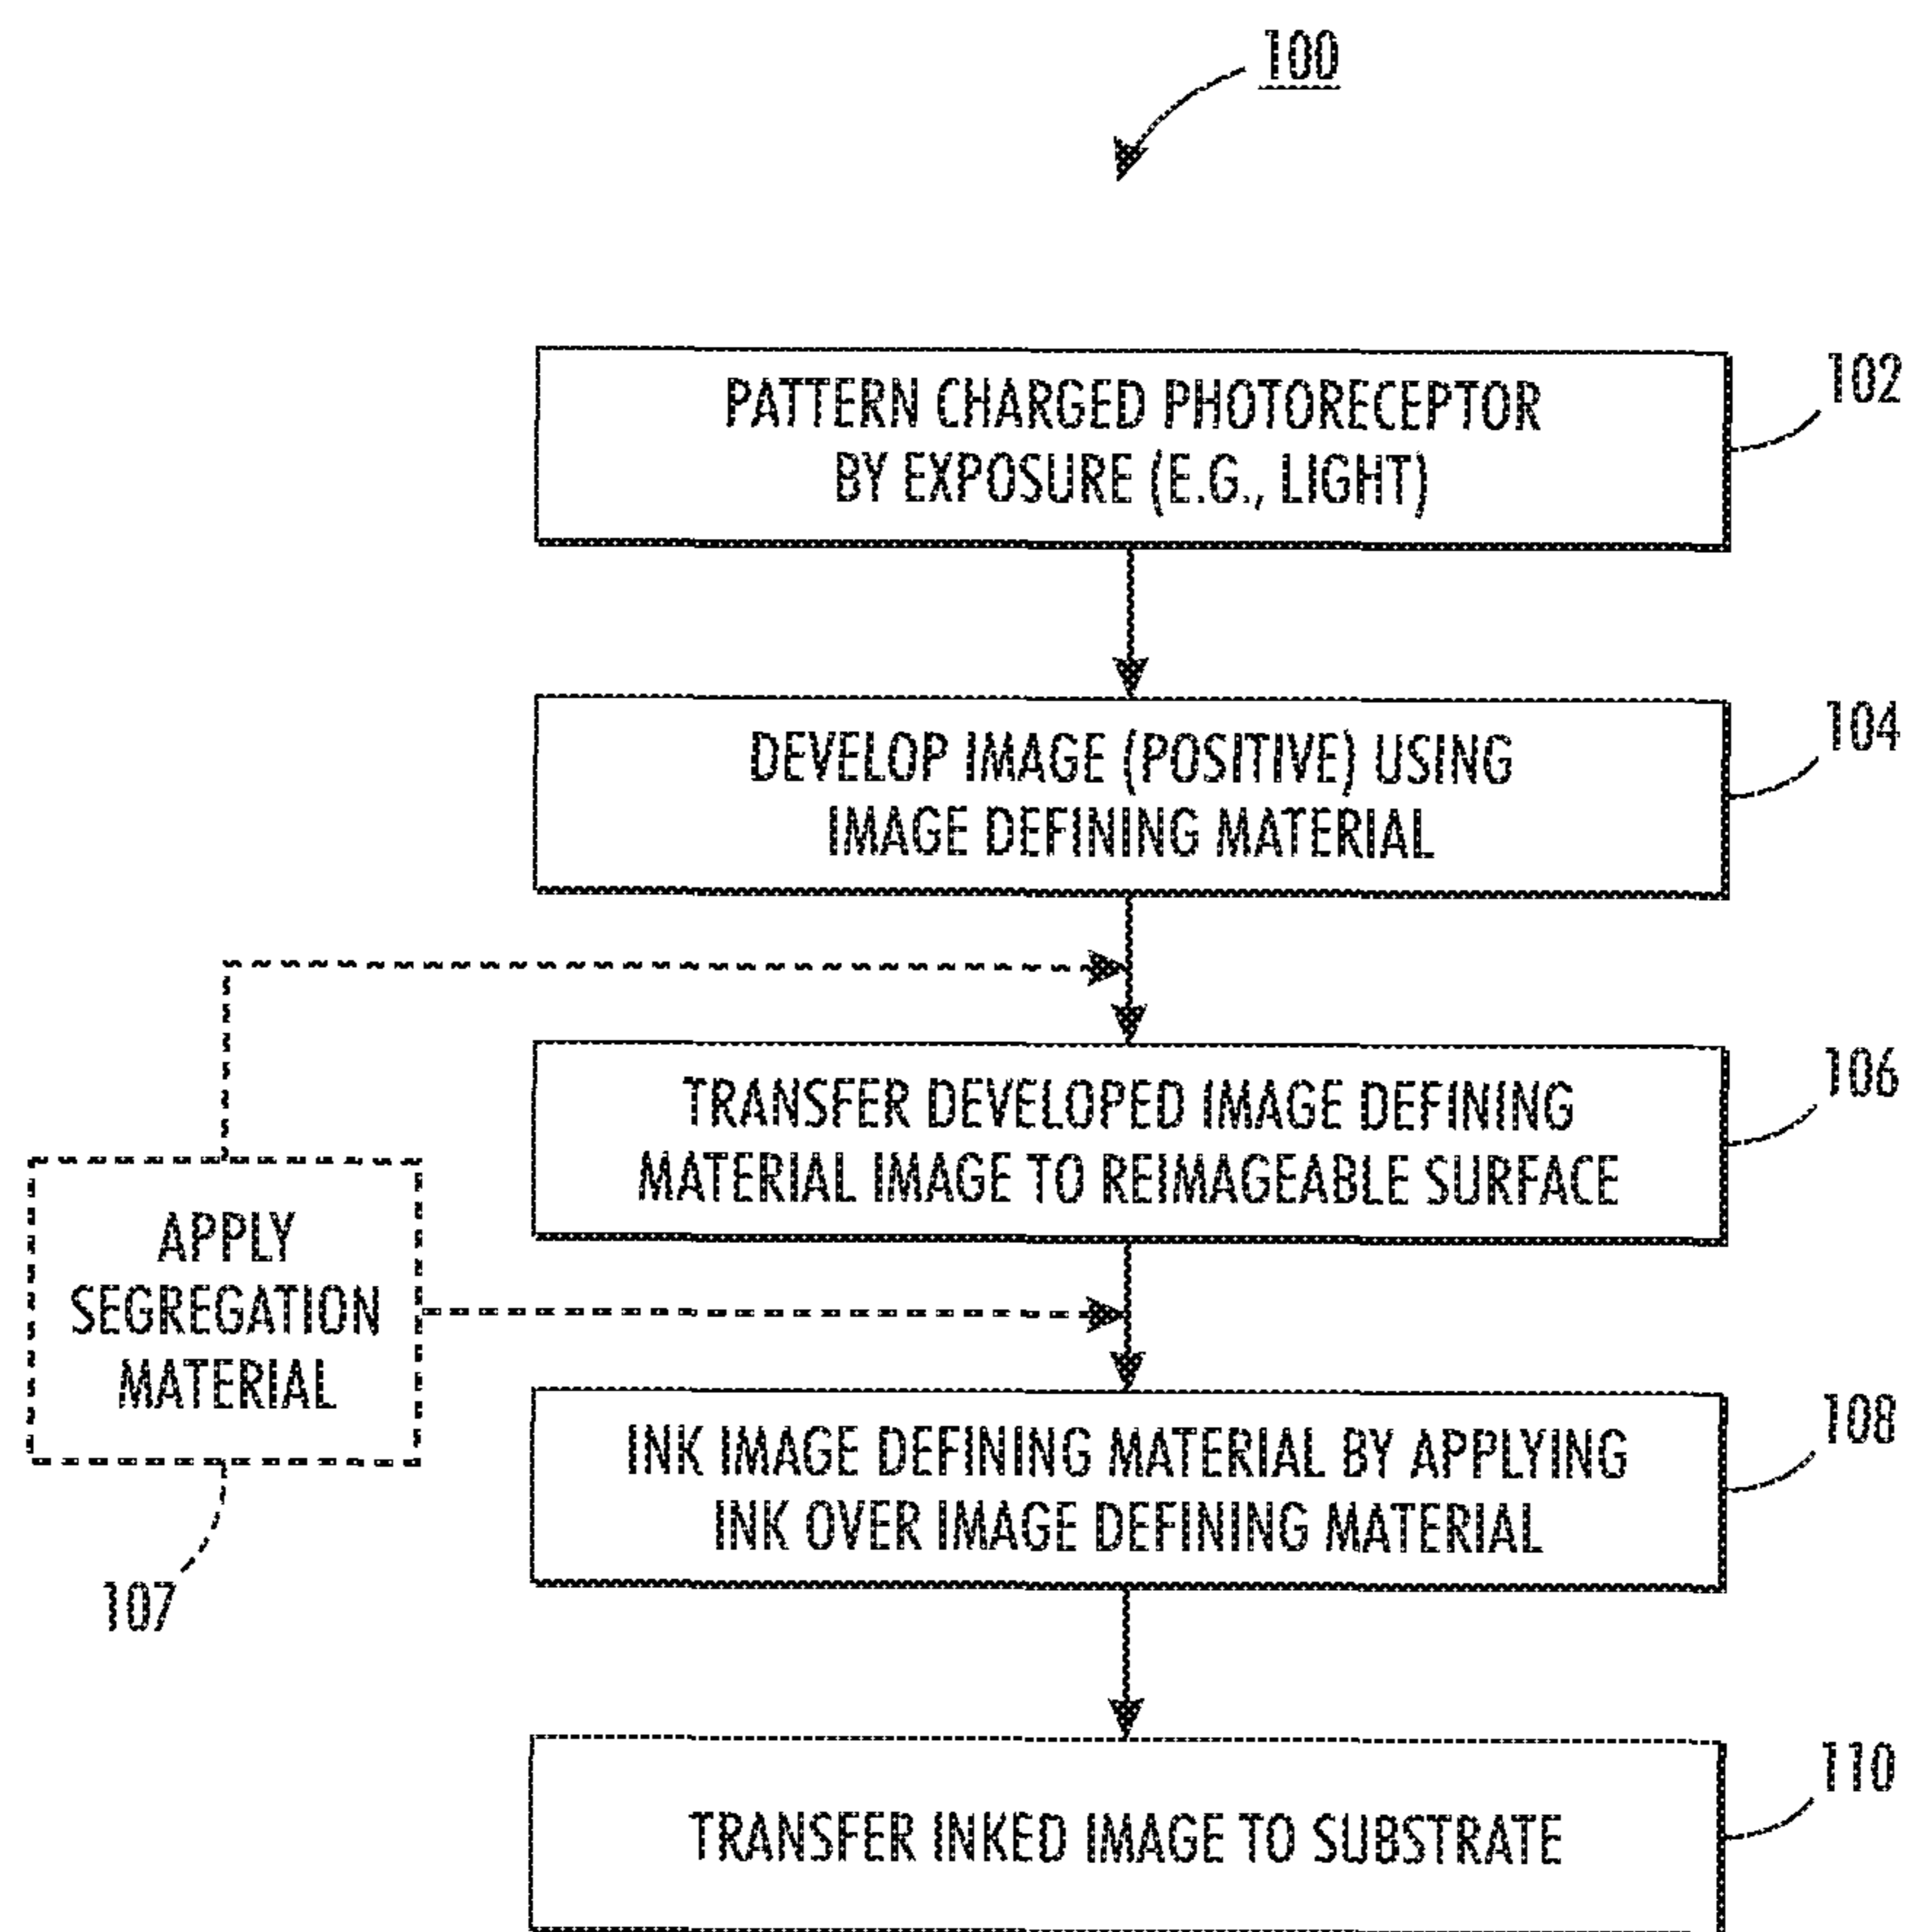 100
PATTERN CHARGED PHOTORECEPTOR
BY EXPOSURE (E.G., LIGHT)
102
DEVELOP IMAGE (POSITIVE) USING
IMAGE DEFINING MATERIAL
104
TRANSFER DEVELOPED IMAGE DEFINING
MATERIAL IMAGE TO REIMAGEABLE SURFACE
106
APPLY
SEGREGATION
MATERIAL
107
INK IMAGE DEFINING MATERIAL BY APPLYING
INK OVER IMAGE DEFINING MATERIAL
108
TRANSFER INKED IMAGE TO SUBSTRATE
110